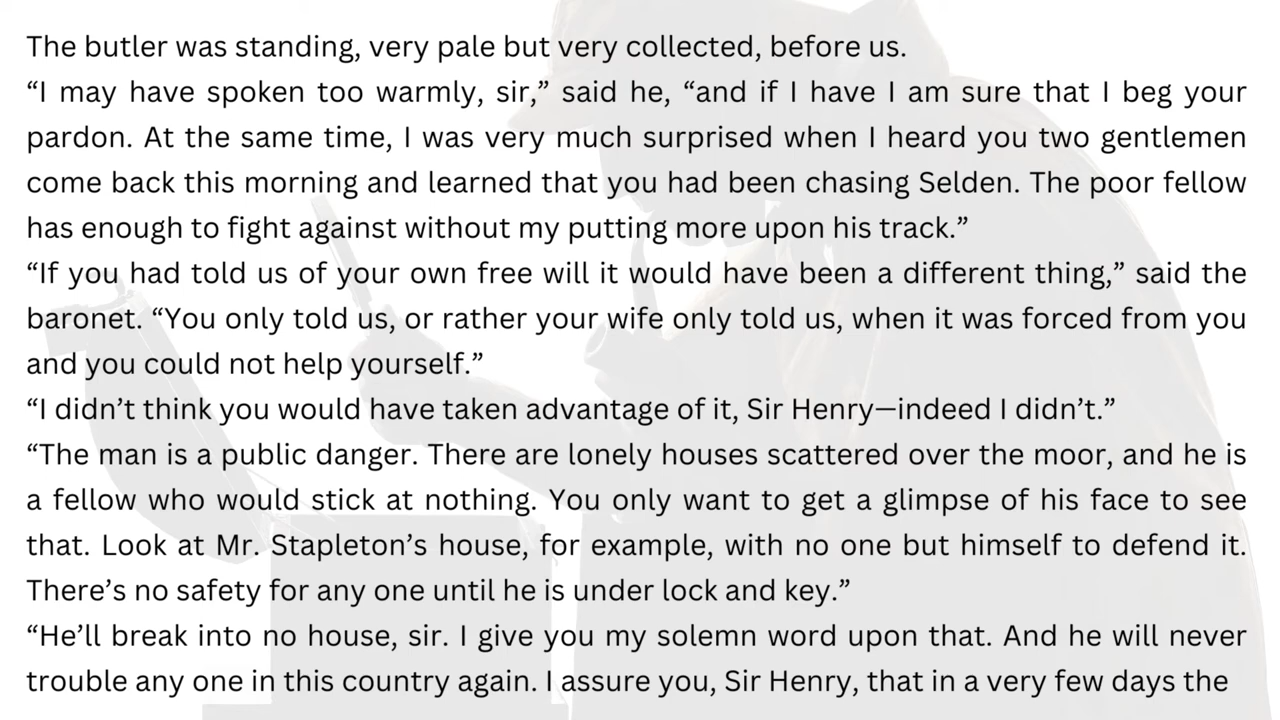 The butler was standing, very pale but very collected, before us.
“I may have spoken too warmly, sir,” said he, “and if I have I am sure that I beg your
pardon. At the same time, I was very much surprised when I heard you two gentlemen
come back this morning and learned that you had been chasing Selden. The poor fellow
has enough to fight against without my putting more upon his track.”
“If you had told us of your own free will it would have been a different thing,” said the
baronet. “You only told us, or rather your wife only told us, when it was forced from you
and you could not help yourself.”
“I didn’t think you would have taken advantage of it, Sir Henry—indeed I didn’t.”
“The man is a public danger. There are lonely houses scattered over the moor, and he is
a fellow who would stick at nothing. You only want to get a glimpse of his face to see
that. Look at Mr. Stapleton’s house, for example, with no one but himself to defend it.
There’s no safety for any one until he is under lock and key.”
“He’ll break into no house, sir. I give you my solemn word upon that. And he will never
trouble any one in this country again. I assure you, Sir Henry, that in a very few days the